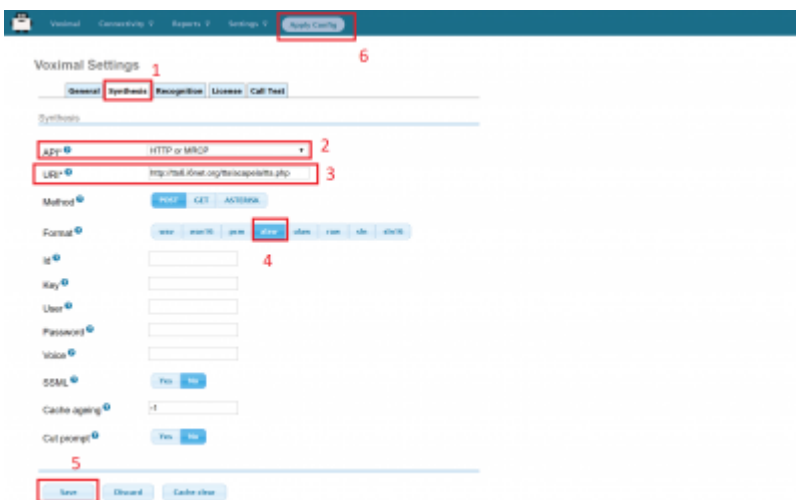 Voximal Connectivity Reports Settings Apply Config
6
Voximal Settings
1
General Synthesis Recognition License Call Test
Synthesis
API* HTTP or MRCP 2
URI* 3
Method POST GET ASTERISK
Format wav wav16 pcm alaw ulaw raw sln sln16
4
Id
Key
User
Password
Voice
SSML Yes No
Cache ageing -1
Cut prompt Yes No
5
Save Discard Cache clear